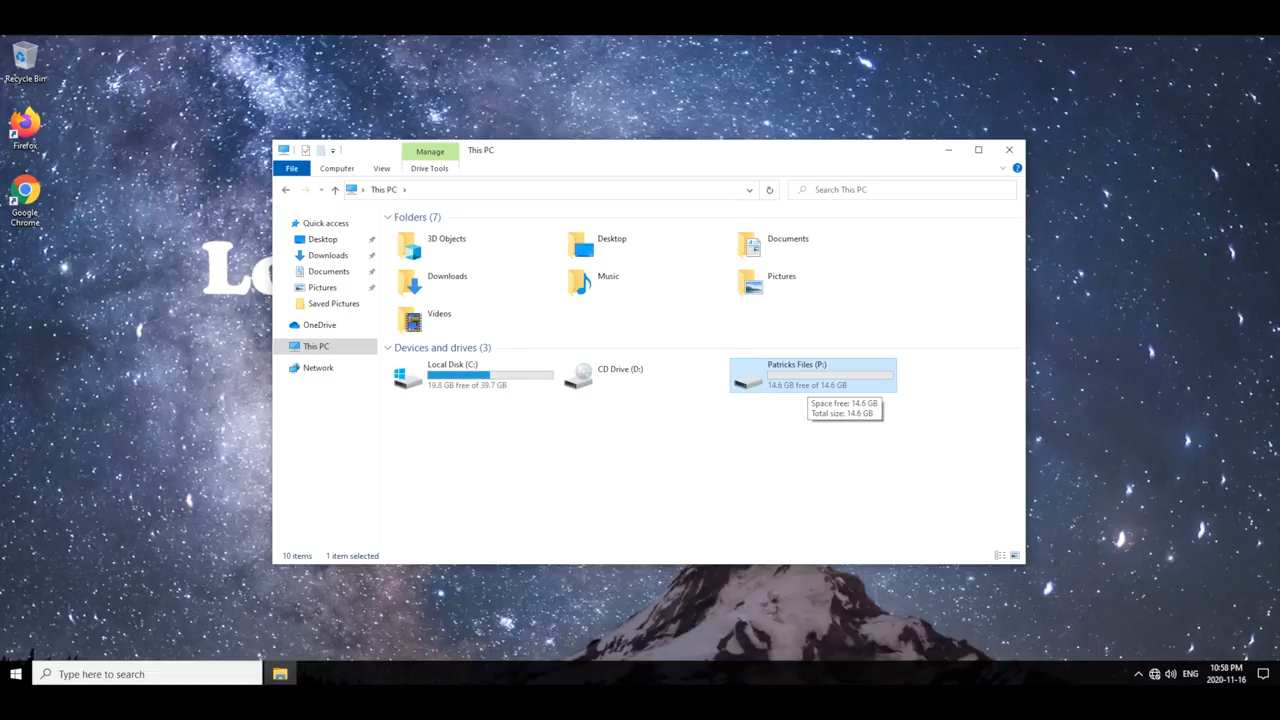 Recycle Bin
Firefox
Google
Chrome
Lo
Manage
This PC
File
Computer
View
Drive Tools
This PC
Search This PC
Quick access
Desktop
Downloads
Documents
Pictures
Saved Pictures
OneDrive
This PC
Network
Folders (7)
3D Objects
Desktop
Documents
Downloads
Music
Pictures
Videos
Devices and drives (3)
Local Disk (C:)
19.8 GB free of 39.7 GB
CD Drive (D:)
Patricks Files (P:)
14.6 GB free of 14.6 GB
Space free: 14.6 GB
Total size: 14.6 GB
10 items
1 item selected
Type here to search
ENG
10:58 PM
2020-11-16